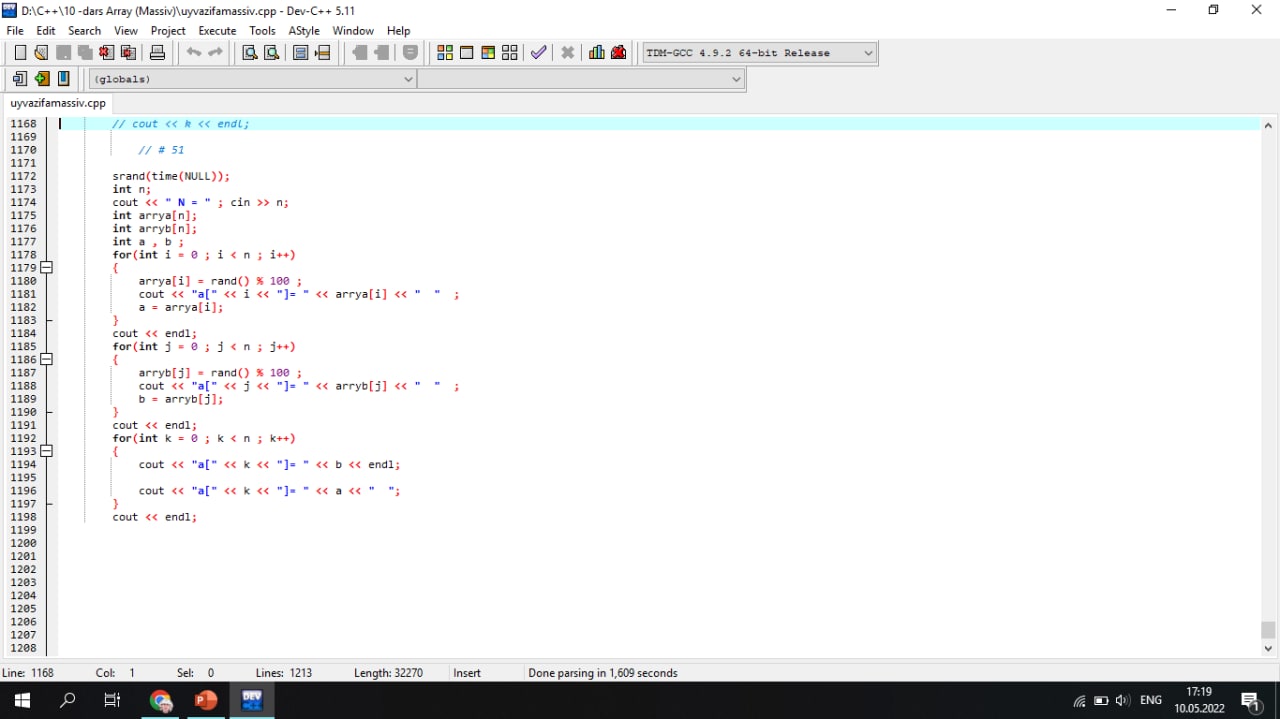 D:\C++\10 -dars Array (Massiv)\uyvazifamassiv.cpp - Dev-C++ 5.11
File Edit Search View Project Execute Tools AStyle Window Help
TDM-GCC 4.9.2 64-bit Release
(globals)
uyvazifamassiv.cpp
1168 // cout << k << endl;
1169
1170 // # 51
1171
1172 srand(time(NULL));
1173 int n;
1174 cout << " N = " ; cin >> n;
1175 int arrya[n];
1176 int arryb[n];
1177 int a , b ;
1178 for(int i = 0 ; i < n ; i++)
1179 {
1180 arrya[i] = rand() % 100 ;
1181 cout << "a[" << i << "]= " << arrya[i] << "  " ;
1182 a = arrya[i];
1183 }
1184 cout << endl;
1185 for(int j = 0 ; j < n ; j++)
1186 {
1187 arryb[j] = rand() % 100 ;
1188 cout << "a[" << j << "]= " << arryb[j] << "  " ;
1189 b = arryb[j];
1190 }
1191 cout << endl;
1192 for(int k = 0 ; k < n ; k++)
1193 {
1194 cout << "a[" << k << "]= " << b << endl;
1195
1196 cout << "a[" << k << "]= " << a << "  ";
1197 }
1198 cout << endl;
1199
1200
1201
1202
1203
1204
1205
1206
1207
1208
Line: 1168 Col: 1 Sel: 0 Lines: 1213 Length: 32270 Insert Done parsing in 1,609 seconds
DEV
ENG
17:19
10.05.2022
1